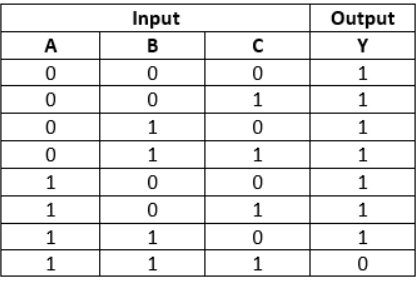 Input Output
A B C Y
0 0 0 1
0 0 1 1
0 1 0 1
0 1 1 1
1 0 0 1
1 0 1 1
1 1 0 1
1 1 1 0